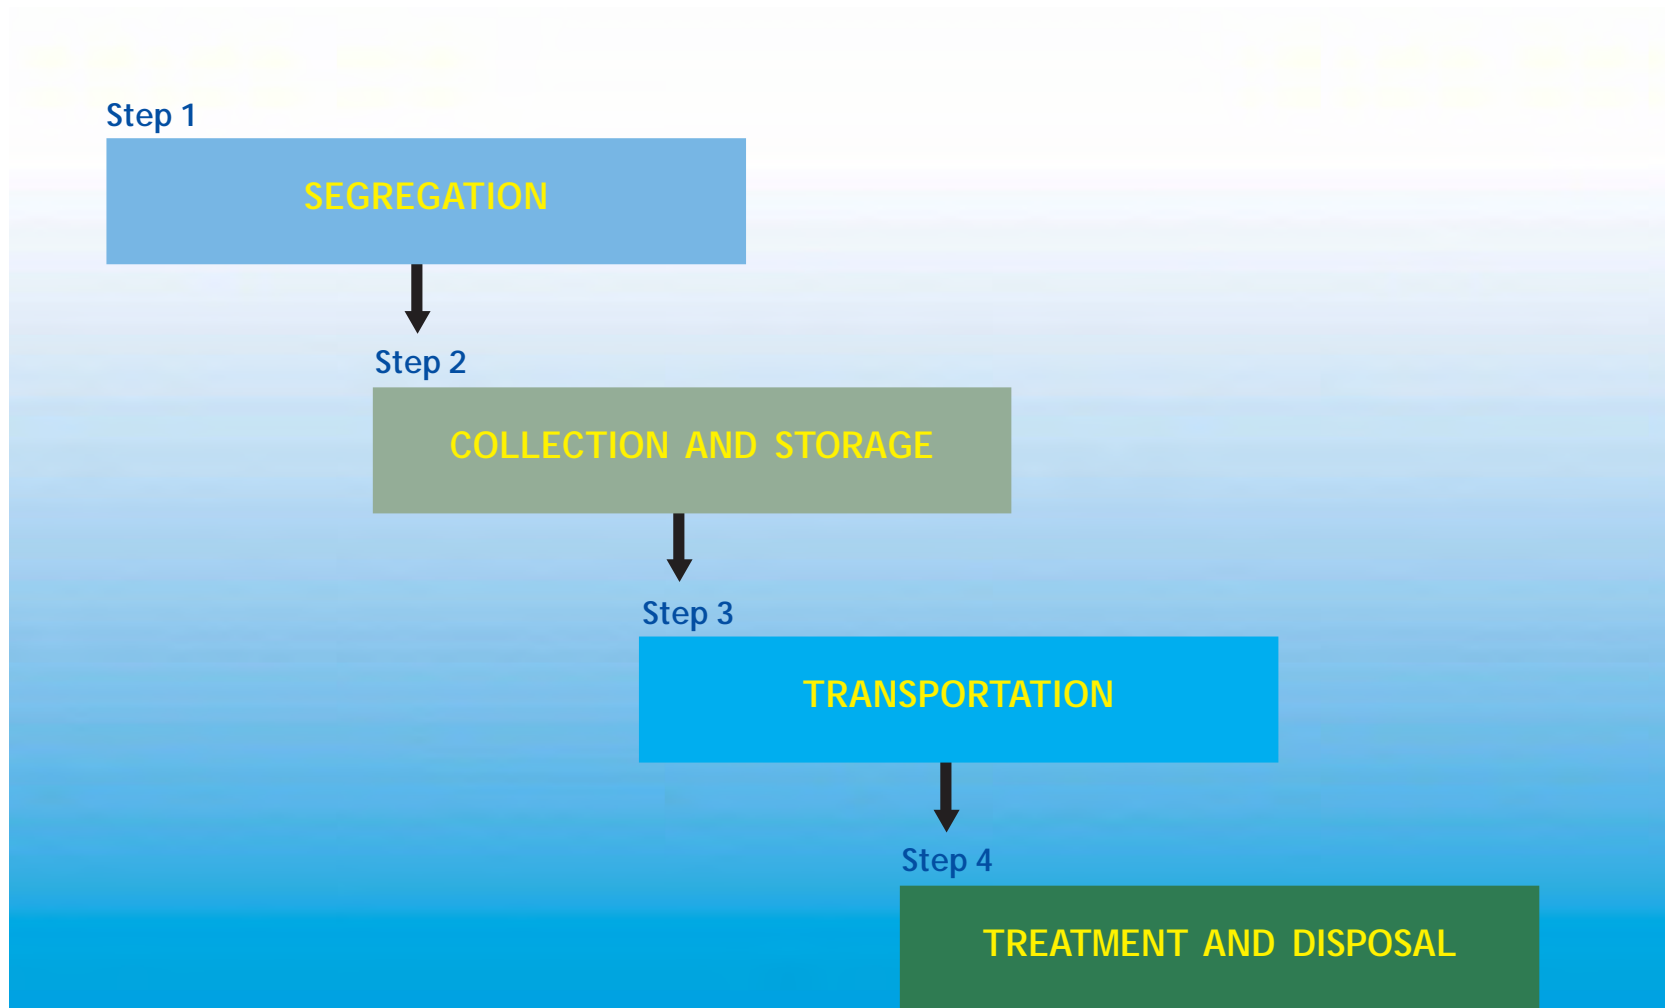 Step 1
SEGREGATION
Step 2
COLLECTION AND STORAGE
Step 3
TRANSPORTATION
Step 4
TREATMENT AND DISPOSAL